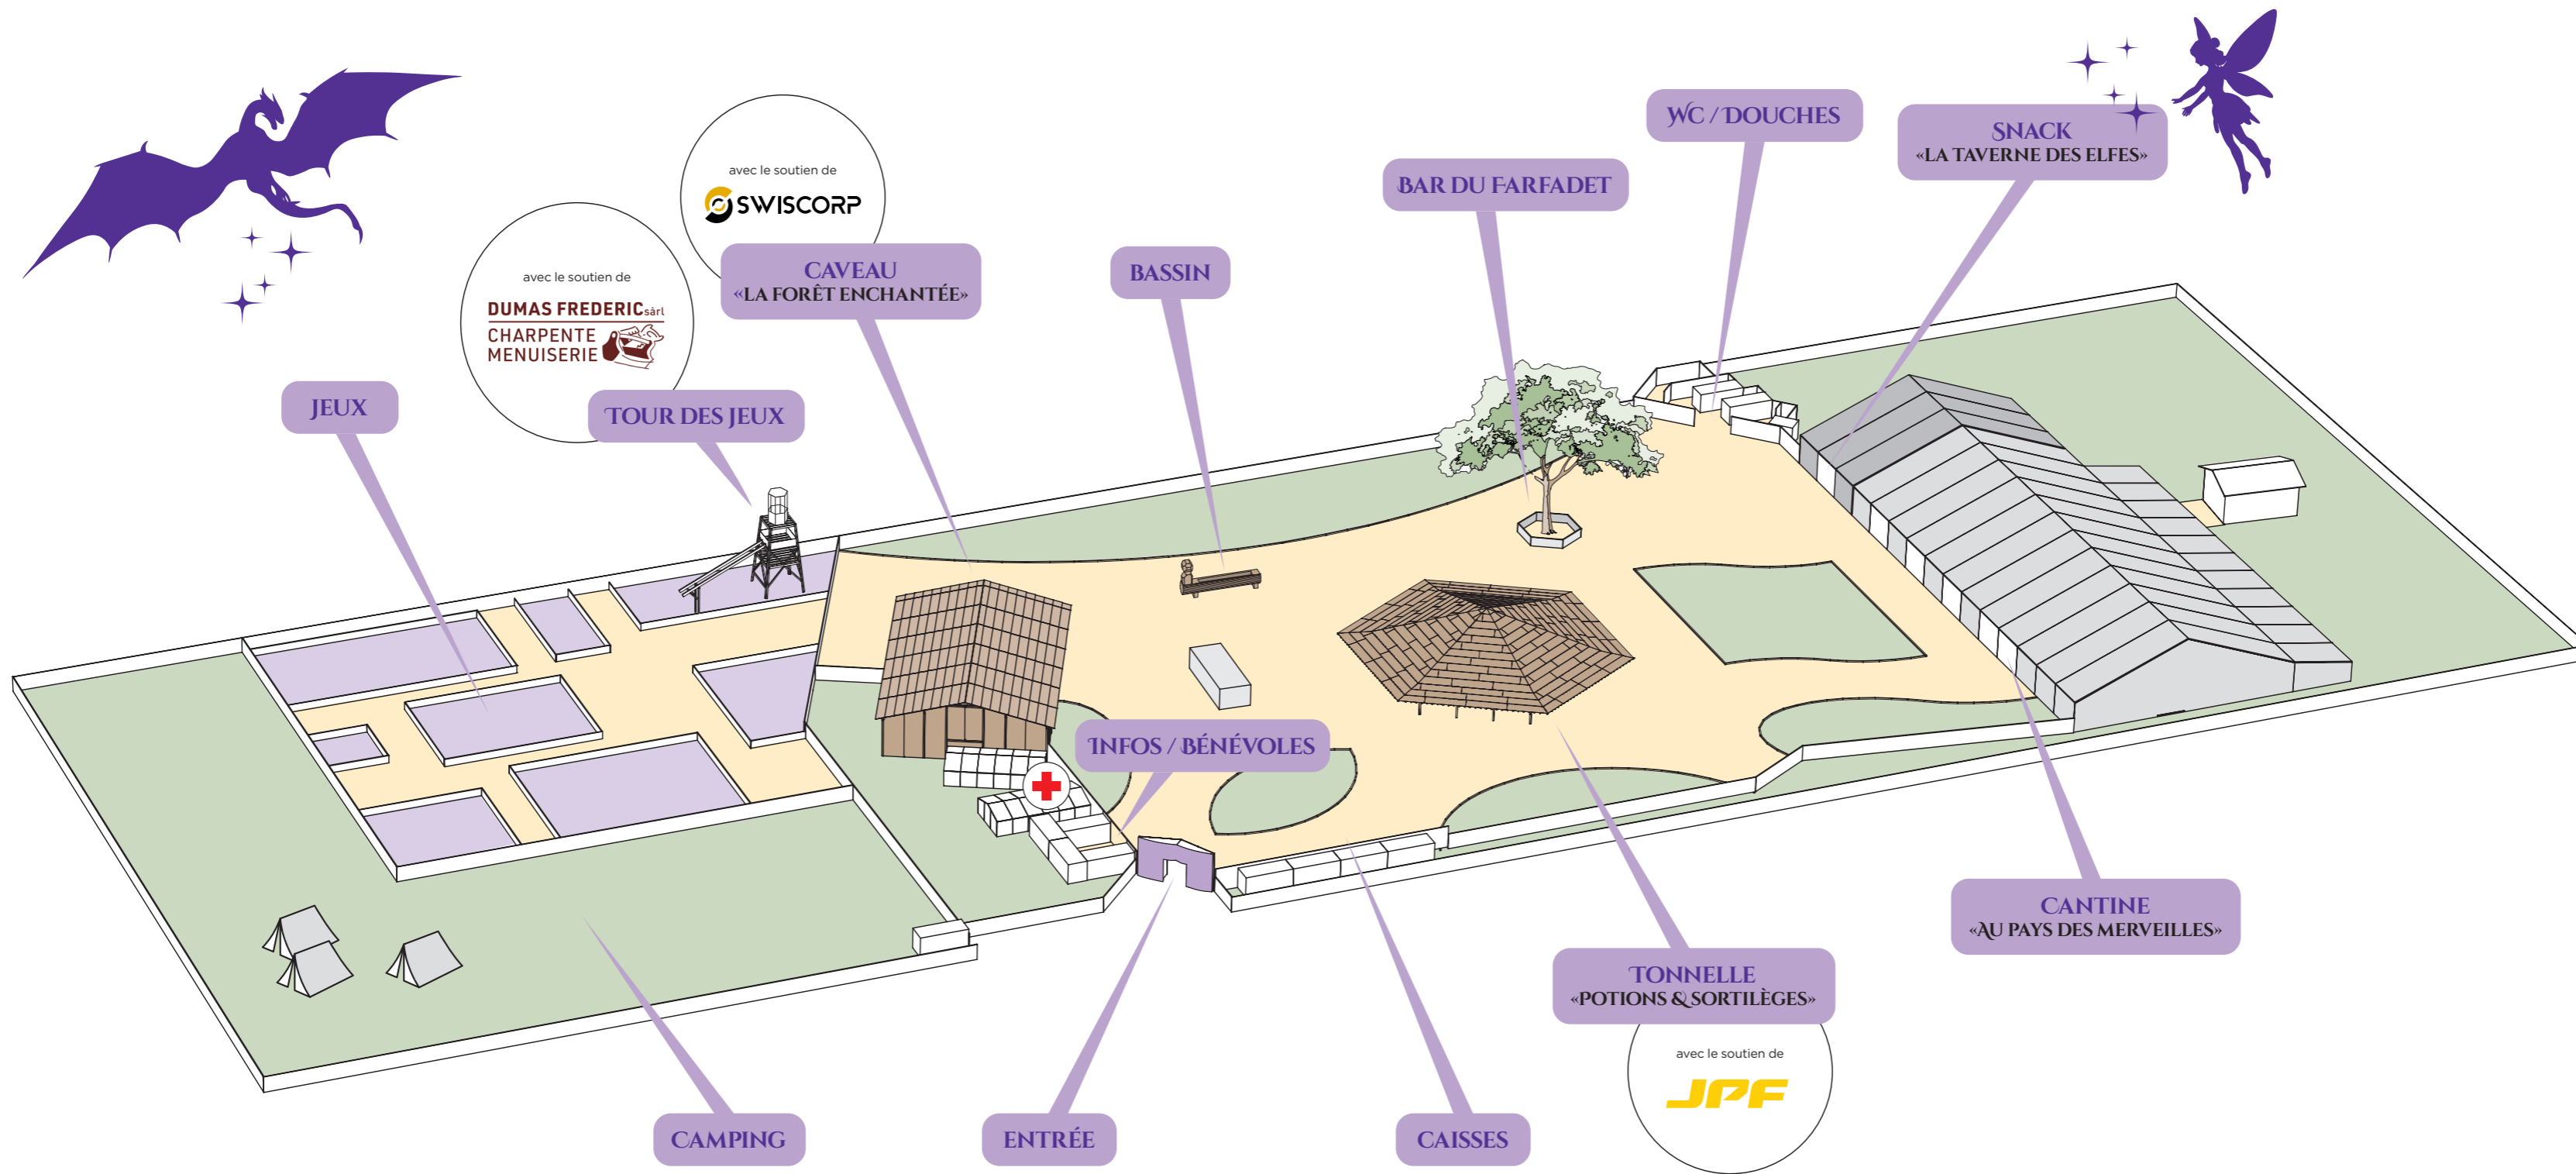 WC / DOUCHES
SNACK
«LA TAVERNE DES ELFES»
avec le soutien de
SWISCORP
BAR DU FARFADET
CAVEAU
«LA FORÊT ENCHANTÉE»
BASSIN
avec le soutien de
DUMAS FREDERIC sàrl
CHARPENTE
MENUISERIE
JEUX
TOUR DES JEUX
INFOS / BÉNÉVOLES
CANTINE
«AU PAYS DES MERVEILLES»
TONNELLE
«POTIONS & SORTILÈGES»
avec le soutien de
JPF
CAMPING
ENTRÉE
CAISSES